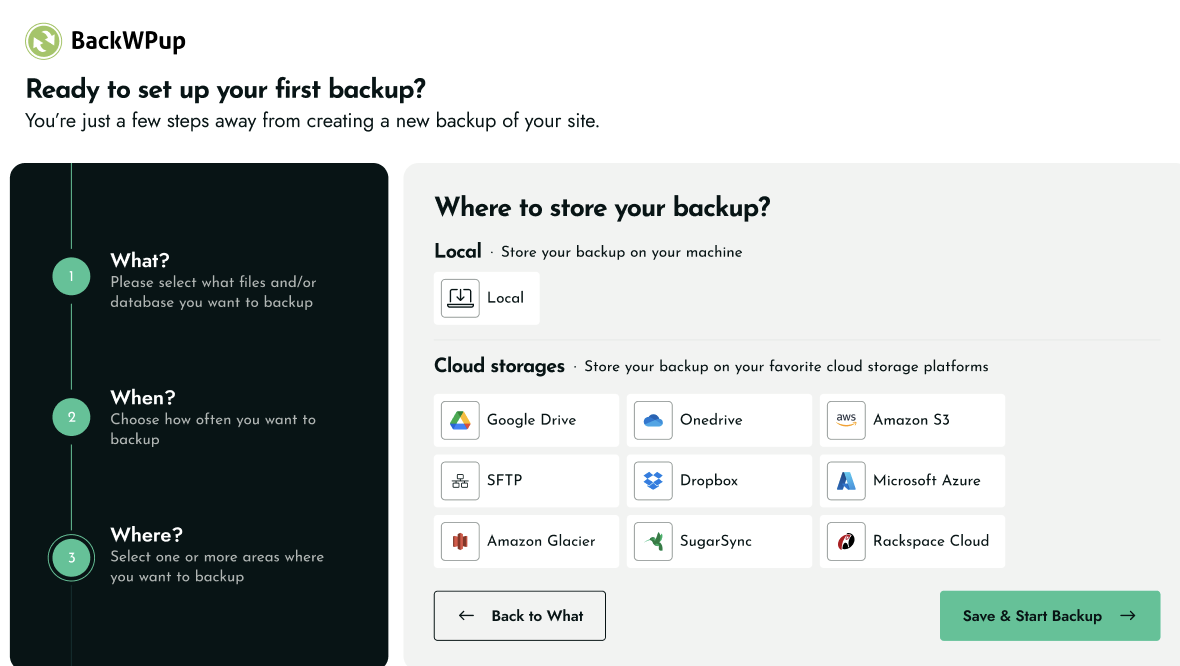 BackWPup
Ready to set up your first backup?
You’re just a few steps away from creating a new backup of your site.
1
What?
Please select what files and/or
database you want to backup
2
When?
Choose how often you want to
backup
3
Where?
Select one or more areas where
you want to backup
Where to store your backup?
Local · Store your backup on your machine
Local
Cloud storages · Store your backup on your favorite cloud storage platforms
Google Drive
Onedrive
aws Amazon S3
SFTP
Dropbox
Microsoft Azure
Amazon Glacier
SugarSync
Rackspace Cloud
← Back to What
Save & Start Backup →